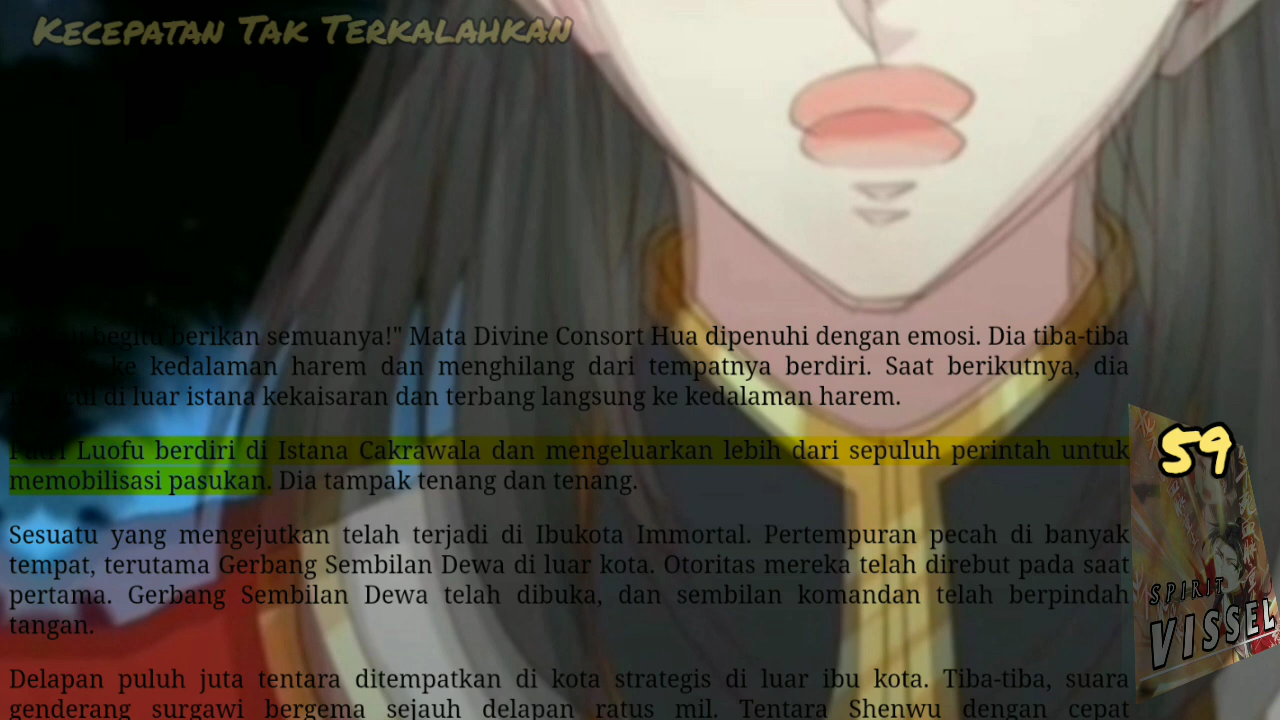 Kecepatan Tak Terkalahkan
begitu berikan semuanya!" Mata Divine Consort Hua dipenuhi dengan emosi. Dia tiba-tiba
ke kedalaman harem dan menghilang dari tempatnya berdiri. Saat berikutnya, dia
di luar istana kekaisaran dan terbang langsung ke kedalaman harem.
Putri Luofu berdiri di Istana Cakrawala dan mengeluarkan lebih dari sepuluh perintah untuk
memobilisasi pasukan. Dia tampak tenang dan tenang.
Sesuatu yang mengejutkan telah terjadi di Ibukota Immortal. Pertempuran pecah di banyak
tempat, terutama Gerbang Sembilan Dewa di luar kota. Otoritas mereka telah direbut pada saat
pertama. Gerbang Sembilan Dewa telah dibuka, dan sembilan komandan telah berpindah
tangan.
Delapan puluh juta tentara ditempatkan di kota strategis di luar ibu kota. Tiba-tiba, suara
genderang surgawi bergema sejauh delapan ratus mil. Tentara Shenwu dengan cepat
59
SPIRIT
VISSEL